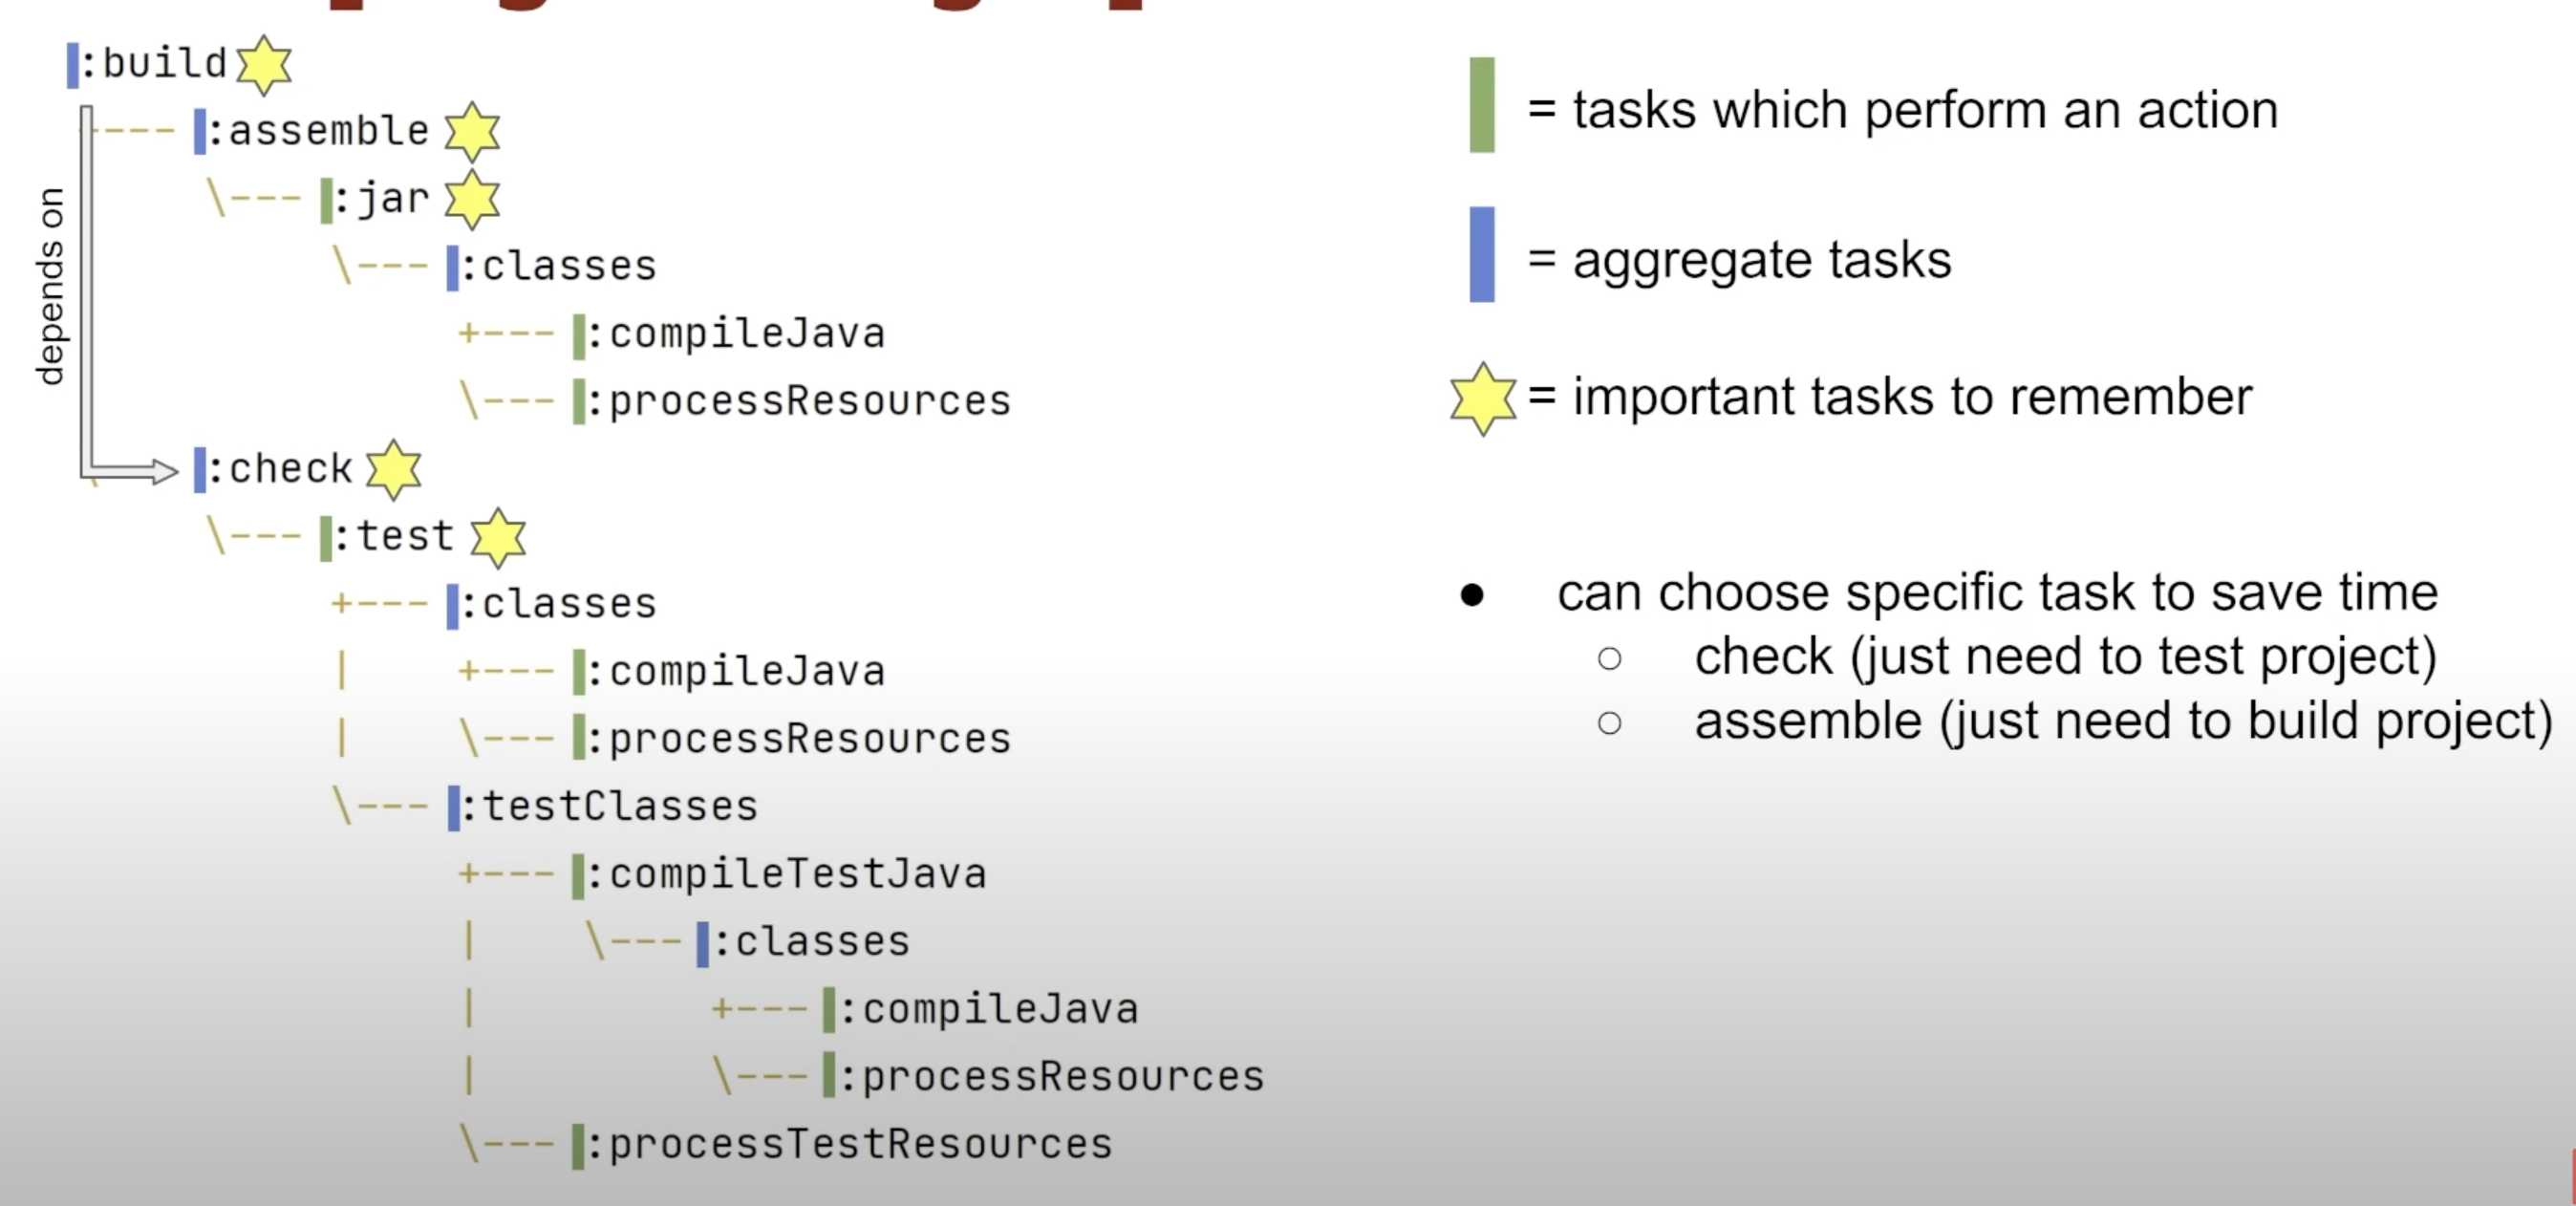 :build
---- :assemble
\--- :jar
\--- :classes
+--- :compileJava
\--- :processResources
depends on
:check
\--- :test
+--- :classes
| +--- :compileJava
| \--- :processResources
\--- :testClasses
+--- :compileTestJava
| \--- :classes
| +--- :compileJava
| \--- :processResources
\--- :processTestResources
= tasks which perform an action
= aggregate tasks
= important tasks to remember
● can choose specific task to save time
○ check (just need to test project)
○ assemble (just need to build project)